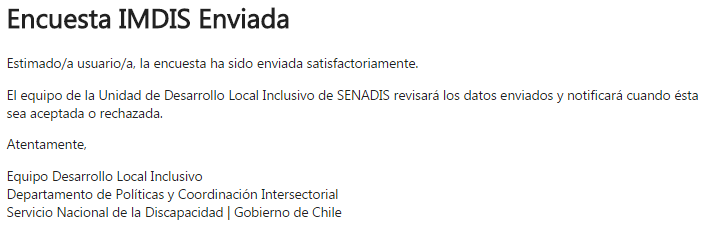 Encuesta IMDIS Enviada
Estimado/a usuario/a, la encuesta ha sido enviada satisfactoriamente.
El equipo de la Unidad de Desarrollo Local Inclusivo de SENADIS revisará los datos enviados y notificará cuando ésta
sea aceptada o rechazada.
Atentamente,
Equipo Desarrollo Local Inclusivo
Departamento de Políticas y Coordinación Intersectorial
Servicio Nacional de la Discapacidad | Gobierno de Chile